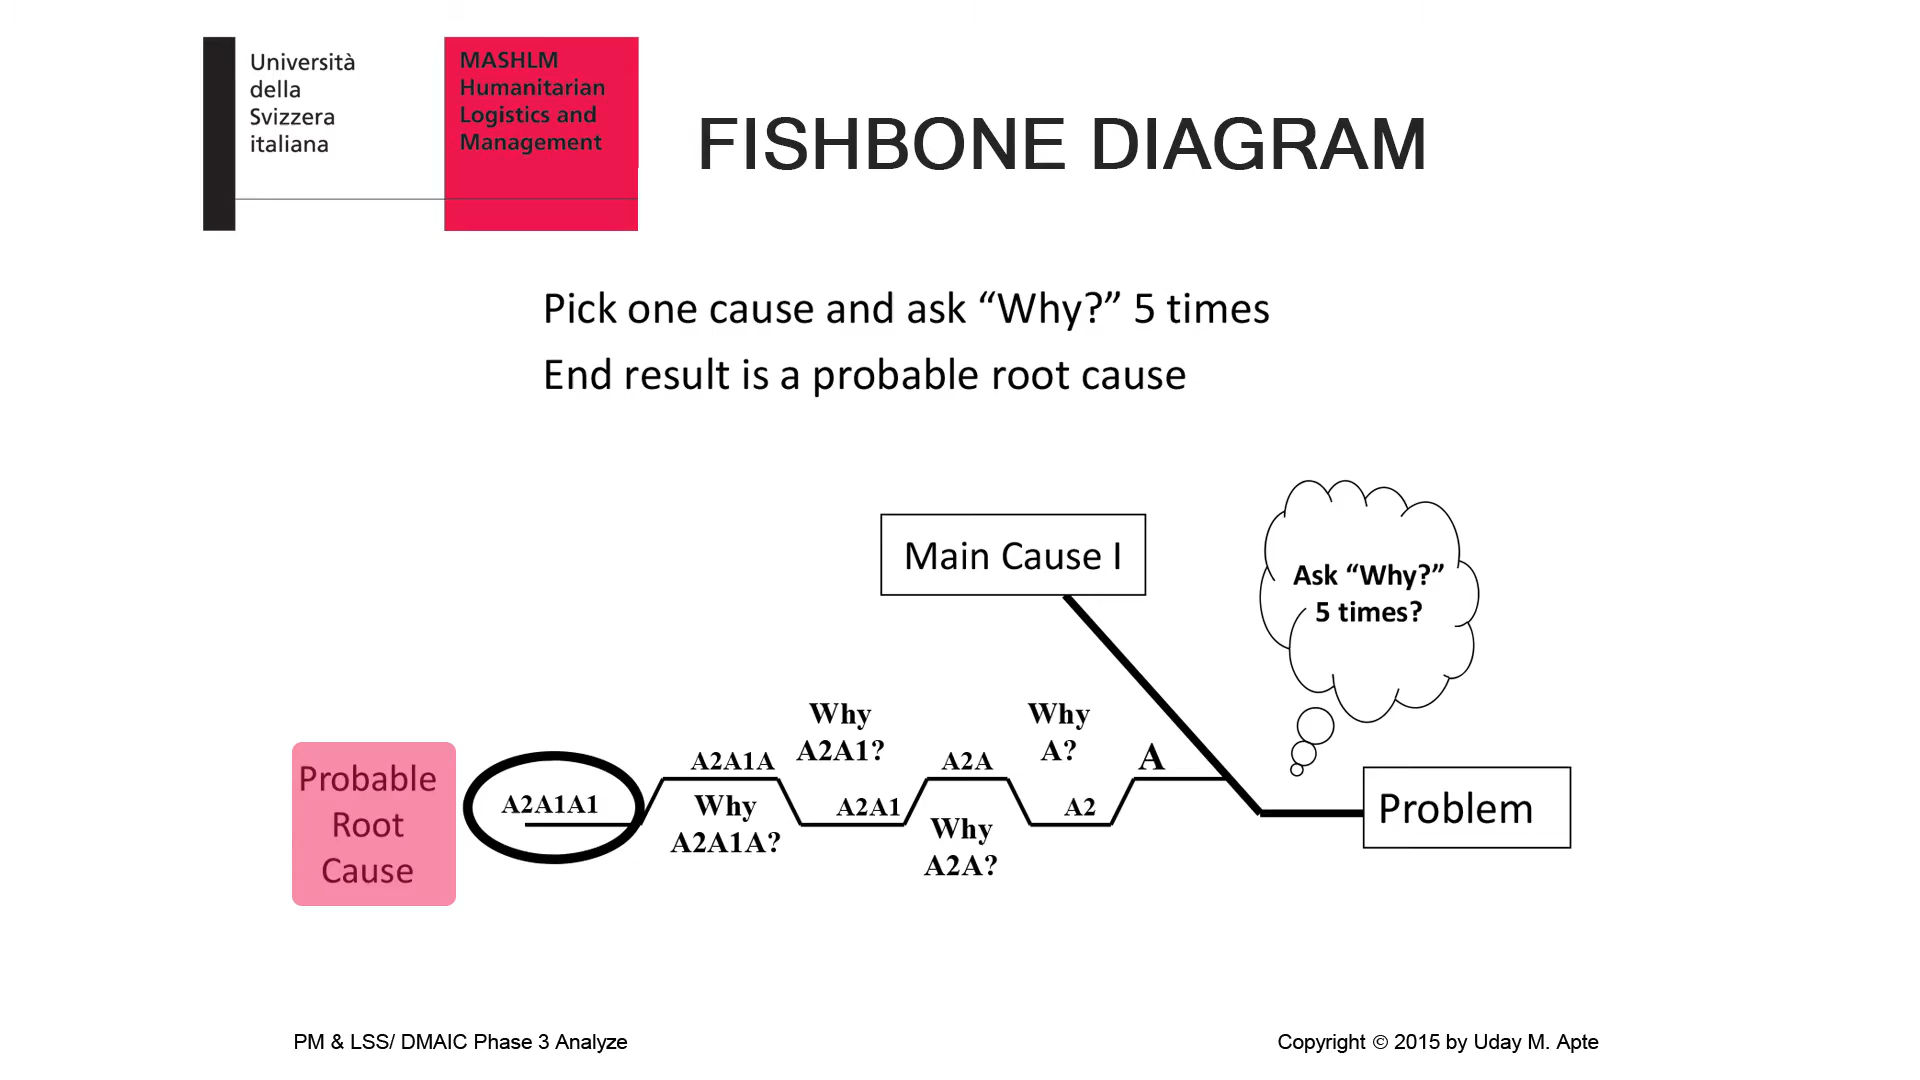 Università
della
Svizzera
italiana
MASHLM
Humanitarian
Logistics and
Management
FISHBONE DIAGRAM
Pick one cause and ask “Why?” 5 times
End result is a probable root cause
Main Cause I
Ask “Why?”
5 times?
Why
A2A1?
Why
A?
A2A1A
A2A
A
Probable
Root
Cause
A2A1A1
Why
A2A1A?
A2A1
Why
A2A?
A2
Problem
PM & LSS/ DMAIC Phase 3 Analyze
Copyright © 2015 by Uday M. Apte